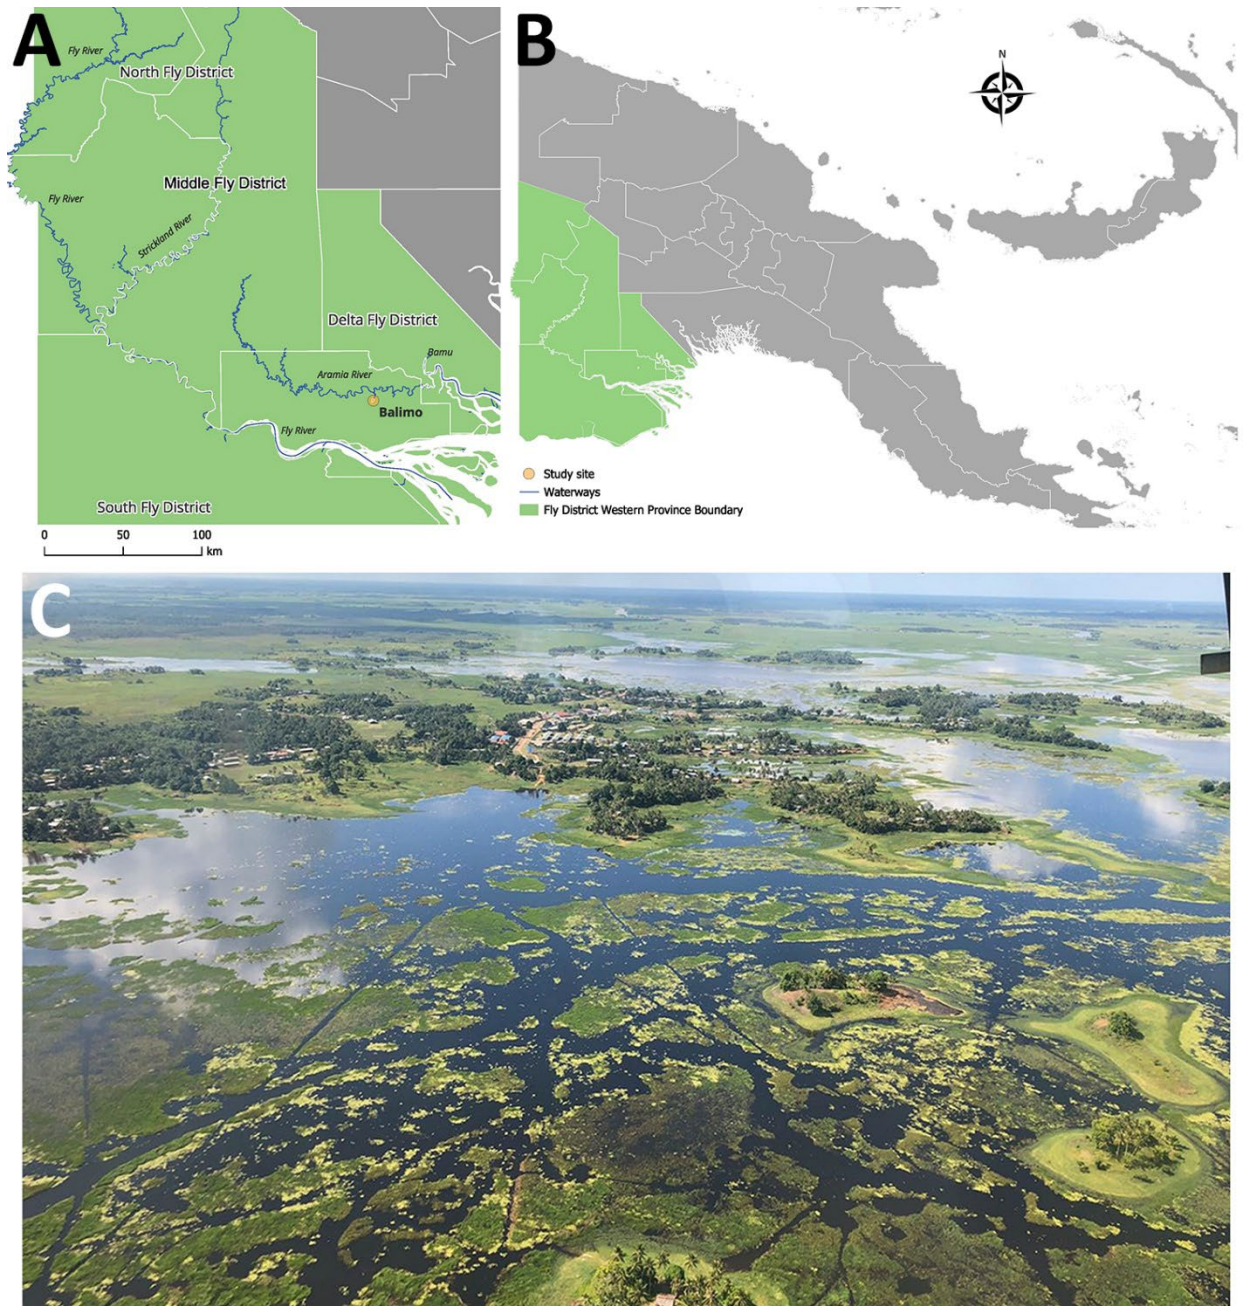 A
Fly River
North Fly District
Middle Fly District
Fly River
Strickland River
Delta Fly District
Bamu
Aramia River
Balimo
Fly River
South Fly District
0 50 100
km
B
N
Study site
Waterways
Fly District Western Province Boundary
C